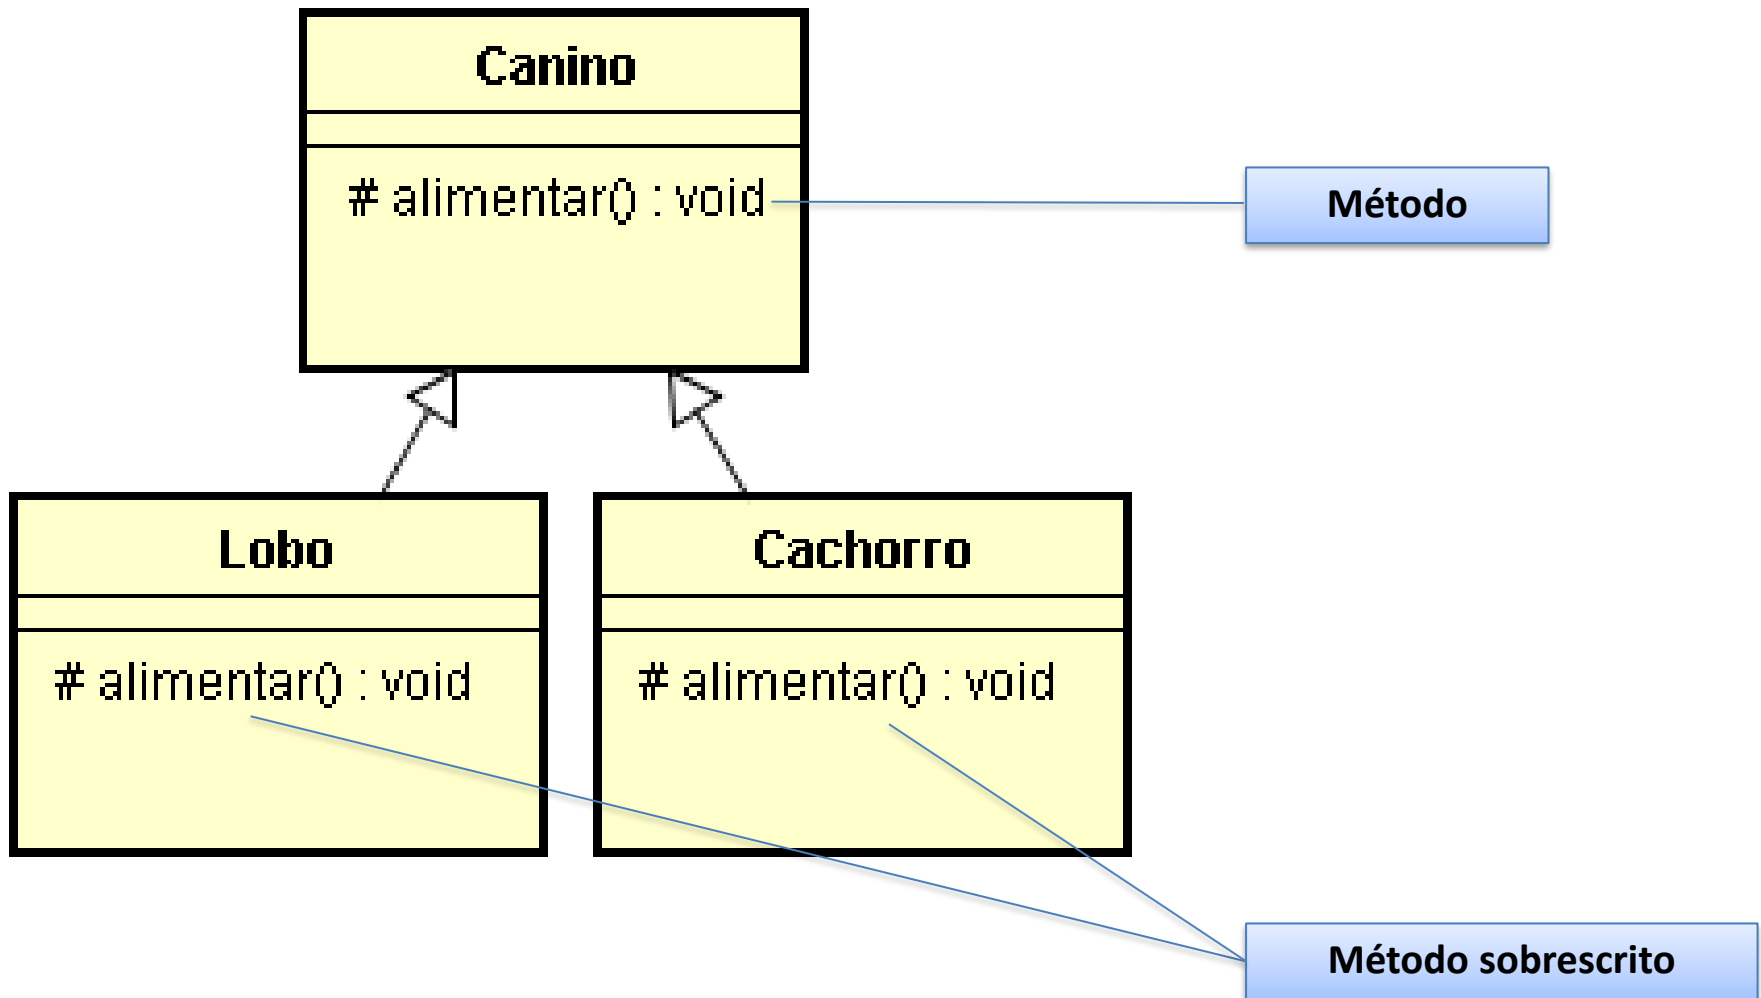 Canino
# alimentar() : void
Método
Lobo
# alimentar() : void
Cachorro
# alimentar() : void
Método sobrescrito